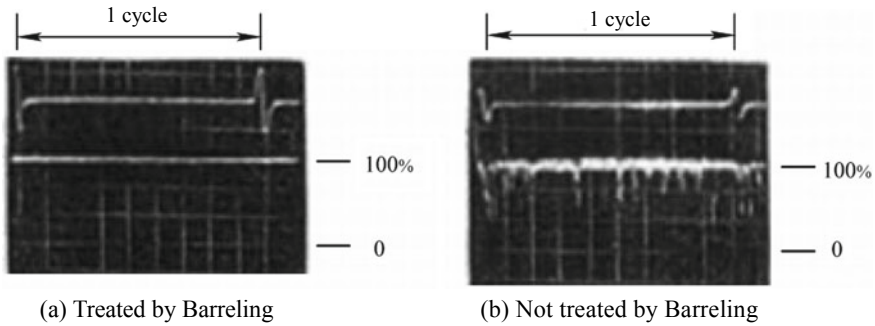 1 cycle
1 cycle
100%
0
100%
0
(a) Treated by Barreling
(b) Not treated by Barreling